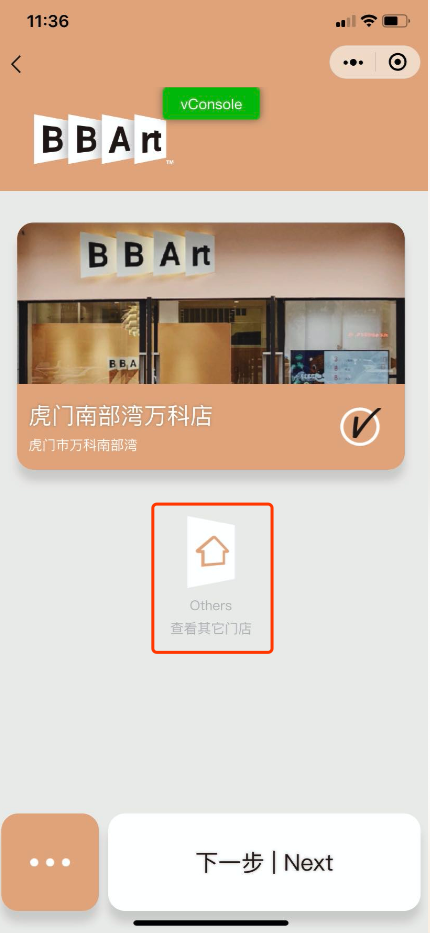 11:36
vConsole
BBArt
TM
BBArt
BBA
虎门南部湾万科店
虎门市万科南部湾
Others
查看其它门店
下一步 | Next